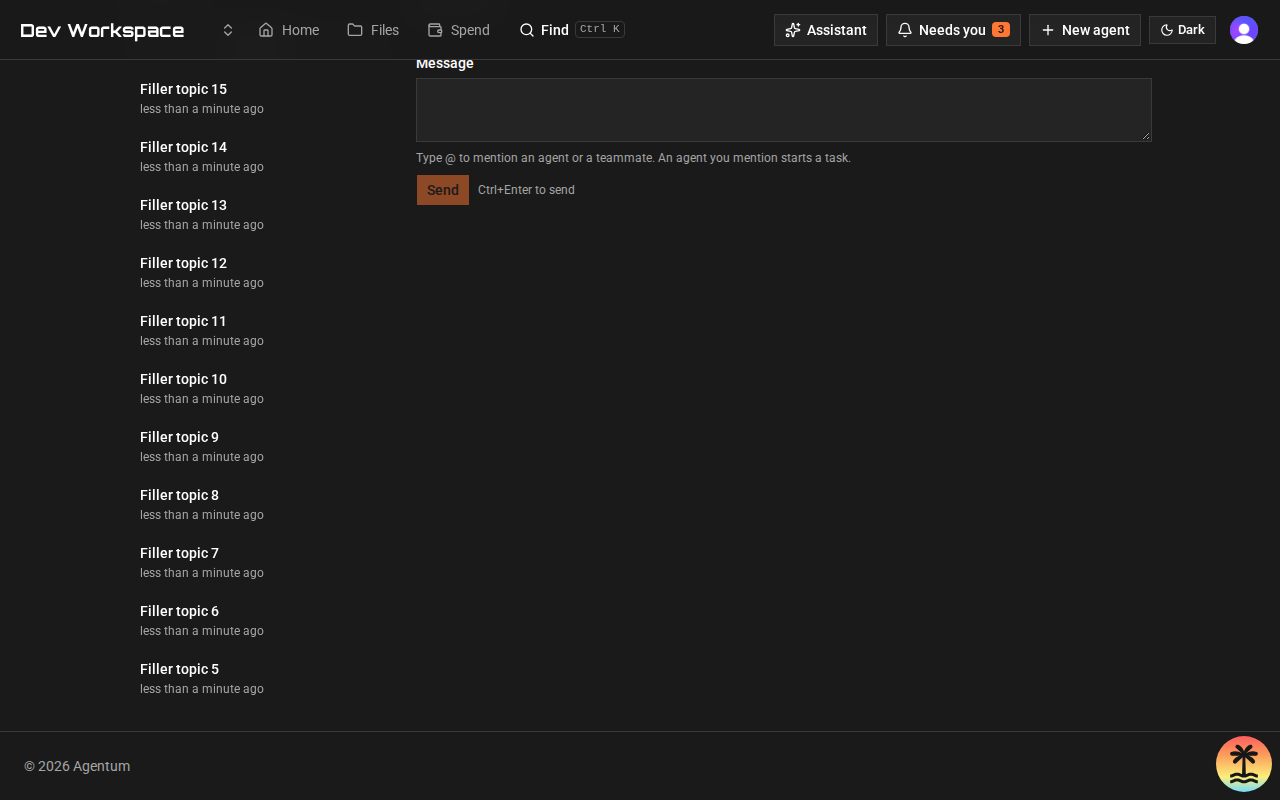 Dev Workspace
Home
Files
Spend
Find
Ctrl K
Assistant
Needs you
3
New agent
Dark
Filler topic 15
less than a minute ago
Filler topic 14
less than a minute ago
Filler topic 13
less than a minute ago
Filler topic 12
less than a minute ago
Filler topic 11
less than a minute ago
Filler topic 10
less than a minute ago
Filler topic 9
less than a minute ago
Filler topic 8
less than a minute ago
Filler topic 7
less than a minute ago
Filler topic 6
less than a minute ago
Filler topic 5
less than a minute ago
Message
Type @ to mention an agent or a teammate. An agent you mention starts a task.
Send
Ctrl+Enter to send
© 2026 Agentum